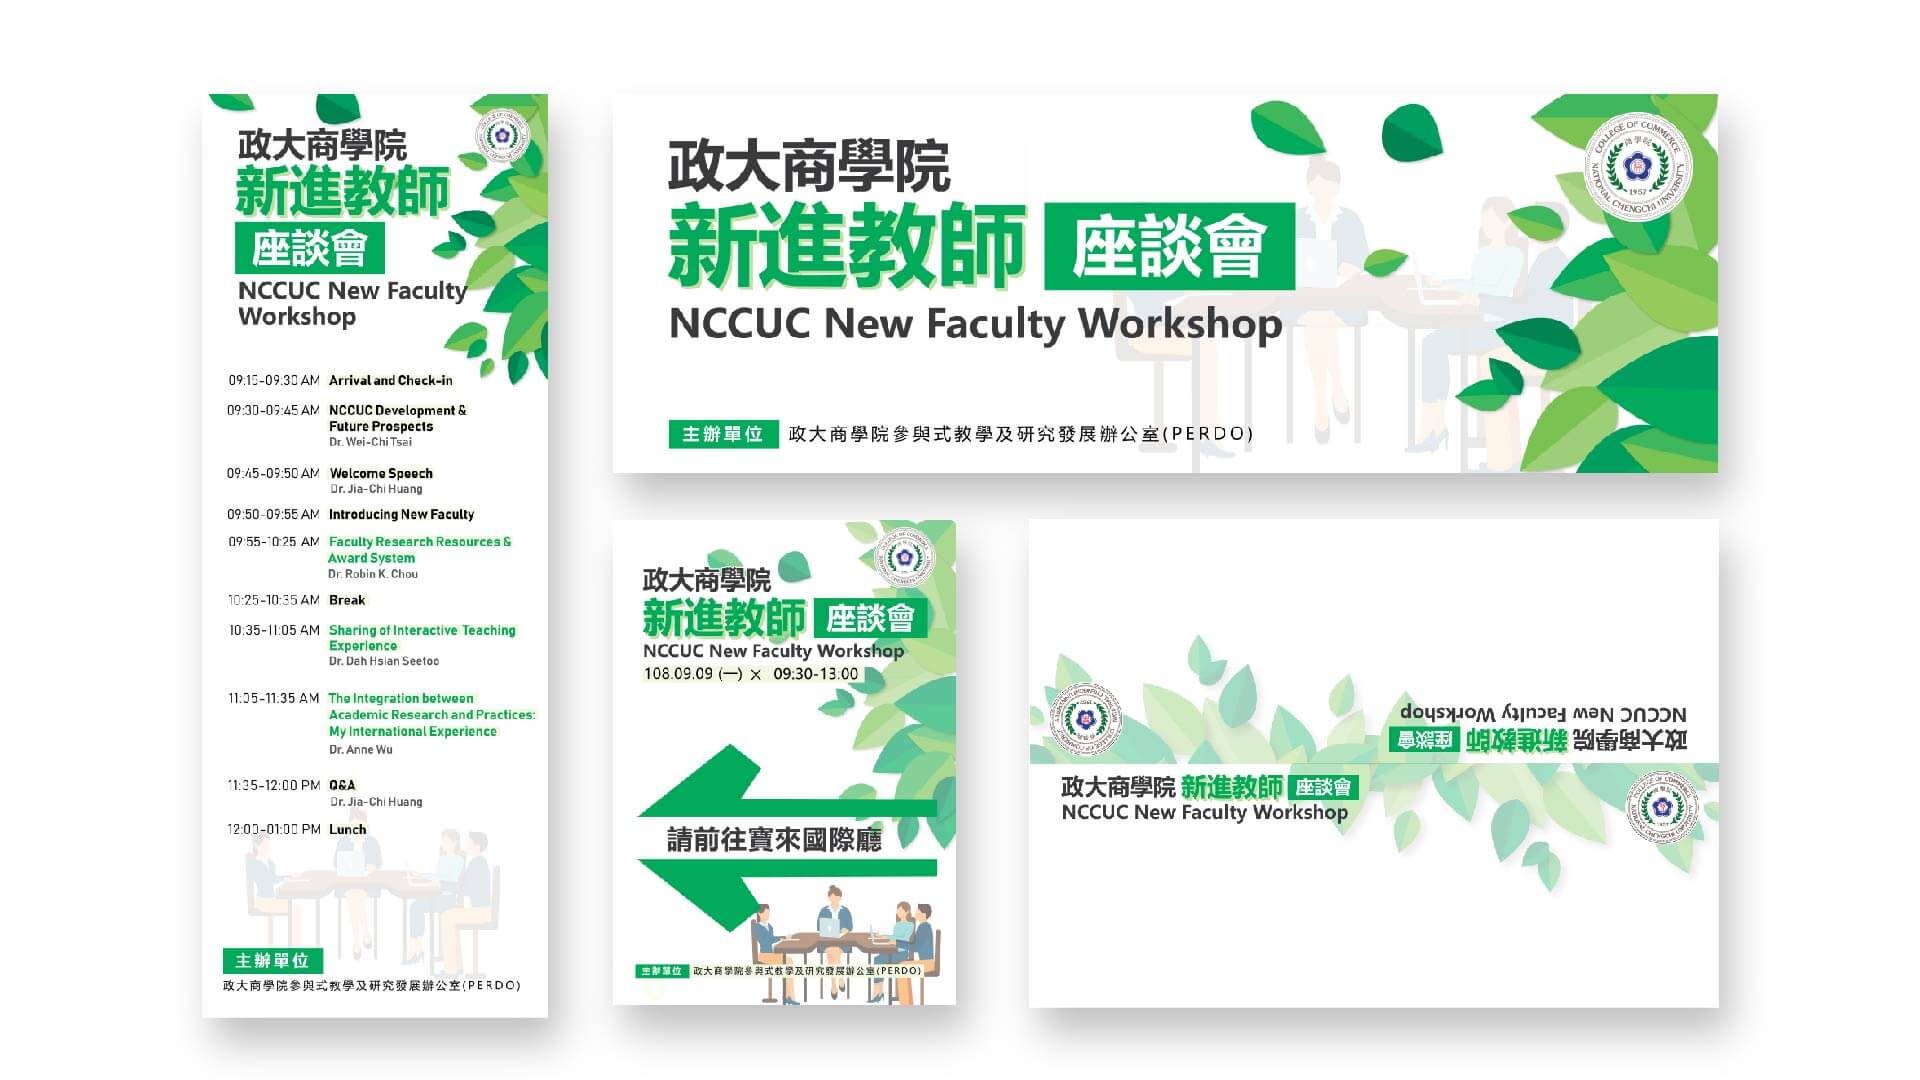 政大商學院
新進教師
座談會
NCCUC New Faculty
Workshop
09:15-09:30 AM Arrival and Check-in
09:30-09:45 AM NCCUC Development &
Future Prospects
Dr. Wei-Chi Tsai
09:45-09:50 AM Welcome Speech
Dr. Jia-Chi Huang
09:50-09:55 AM Introducing New Faculty
09:55-10:25 AM Faculty Research Resources &
Award System
Dr. Robin K. Chou
10:25-10:35 AM Break
10:35-11:05 AM Sharing of Interactive Teaching
Experience
Dr. Dah Hsian Seetoo
11:05-11:35 AM The Integration between
Academic Research and Practices:
My International Experience
Dr. Anne Wu
11:35-12:00 PM Q&A
Dr. Jia-Chi Huang
12:00-01:00 PM Lunch
主辦單位
政大商學院參與式教學及研究發展辦公室(PERDO)
政大商學院
新進教師 座談會
NCCUC New Faculty Workshop
主辦單位 政大商學院參與式教學及研究發展辦公室(PERDO)
COLLEGE OF COMMERCE
商學院
1957
NATIONAL CHENGCHI UNIVERSITY
政大商學院
新進教師 座談會
NCCUC New Faculty Workshop
108.09.09 (一) × 09:30-13:00
請前往寶來國際廳
主辦單位 政大商學院參與式教學及研究發展辦公室(PERDO)
政大商學院 新進教師 座談會
NCCUC New Faculty Workshop
政大商學院 新進教師 座談會
NCCUC New Faculty Workshop